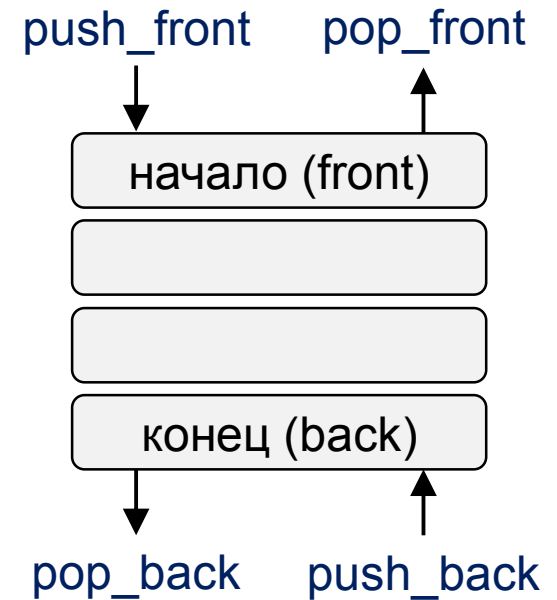 push_front pop_front
начало (front)
конец (back)
pop_back push_back